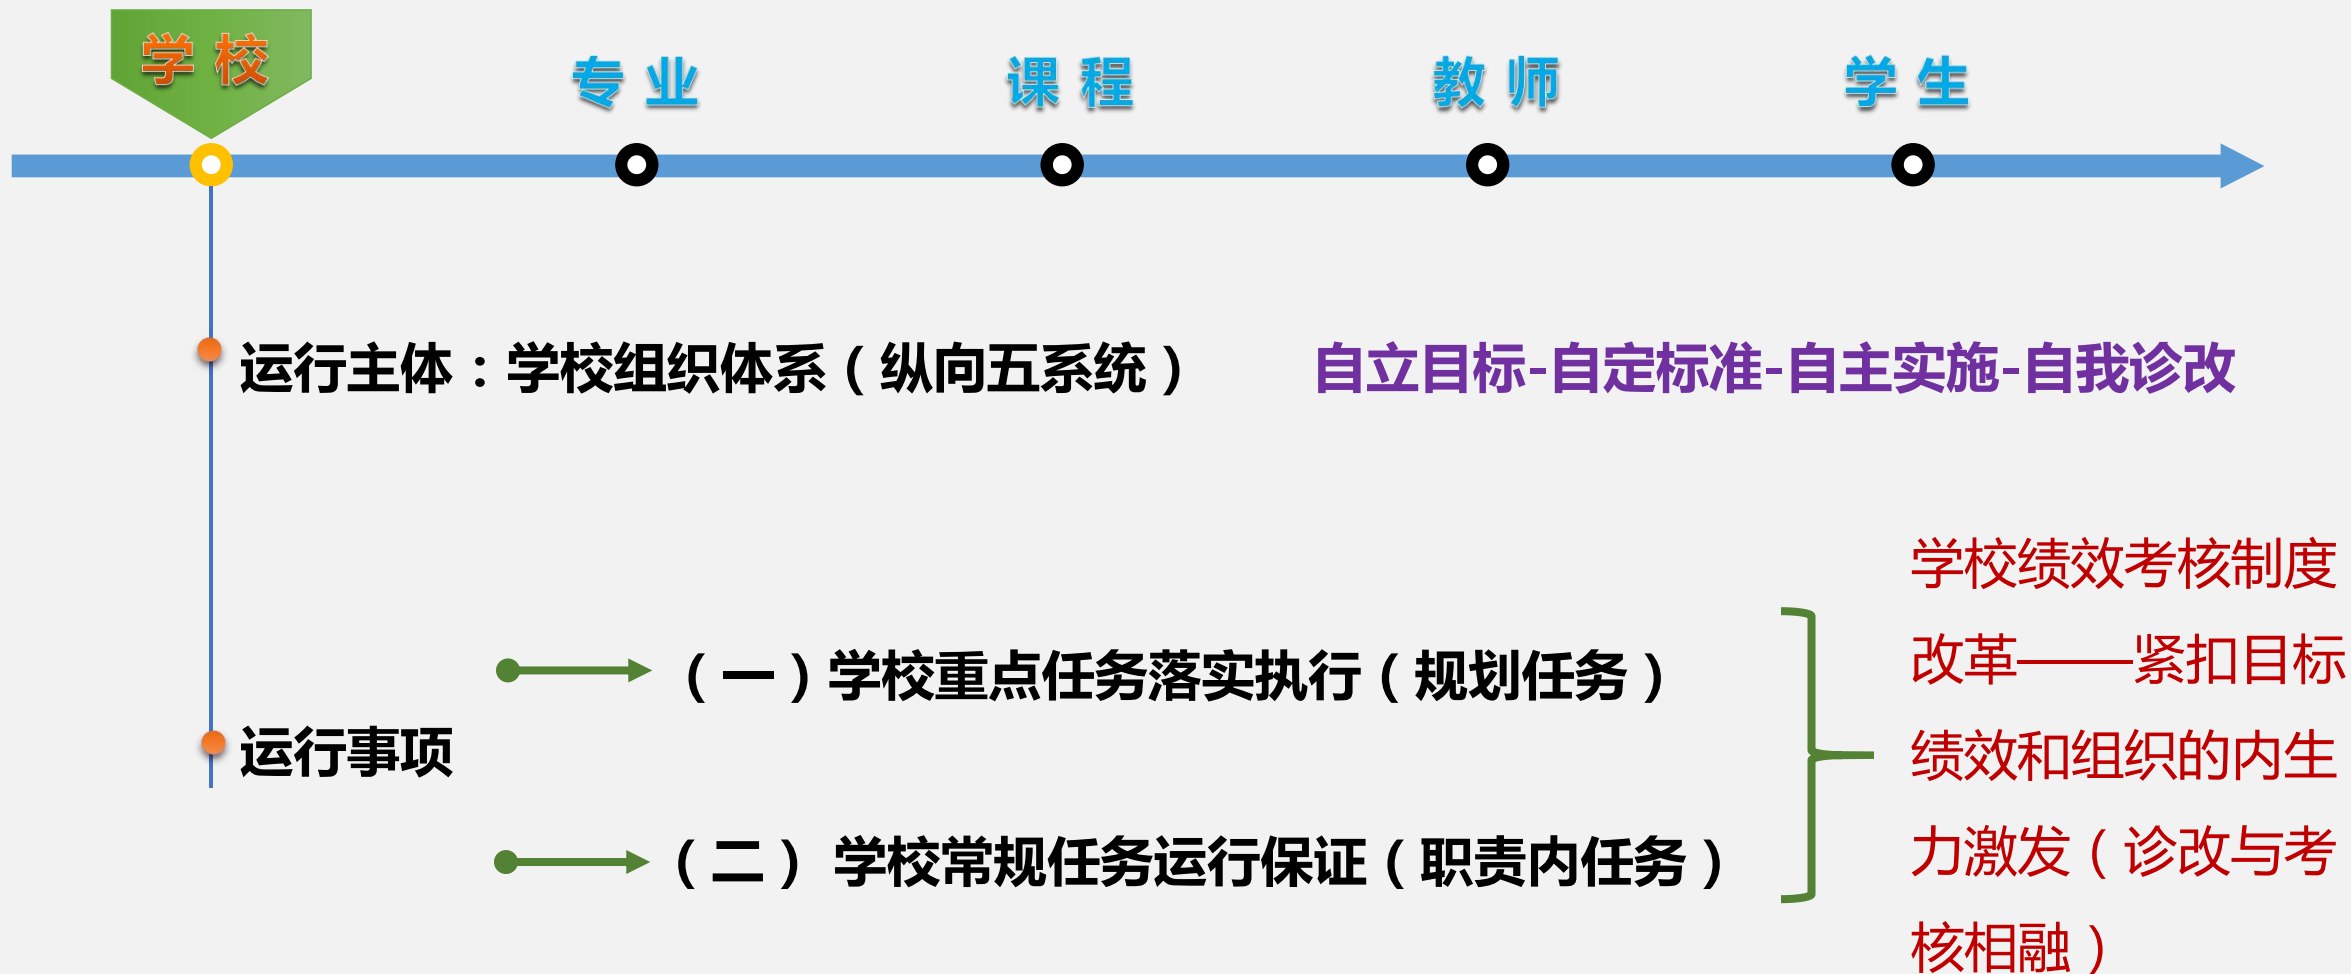 学 校
专 业
课 程
教 师
学 生
运行主体：学校组织体系（纵向五系统）
自立目标-自定标准-自主实施-自我诊改
运行事项
（一）学校重点任务落实执行（规划任务）
（二） 学校常规任务运行保证（职责内任务）
学校绩效考核制度
改革——紧扣目标
绩效和组织的内生
力激发（诊改与考
核相融）